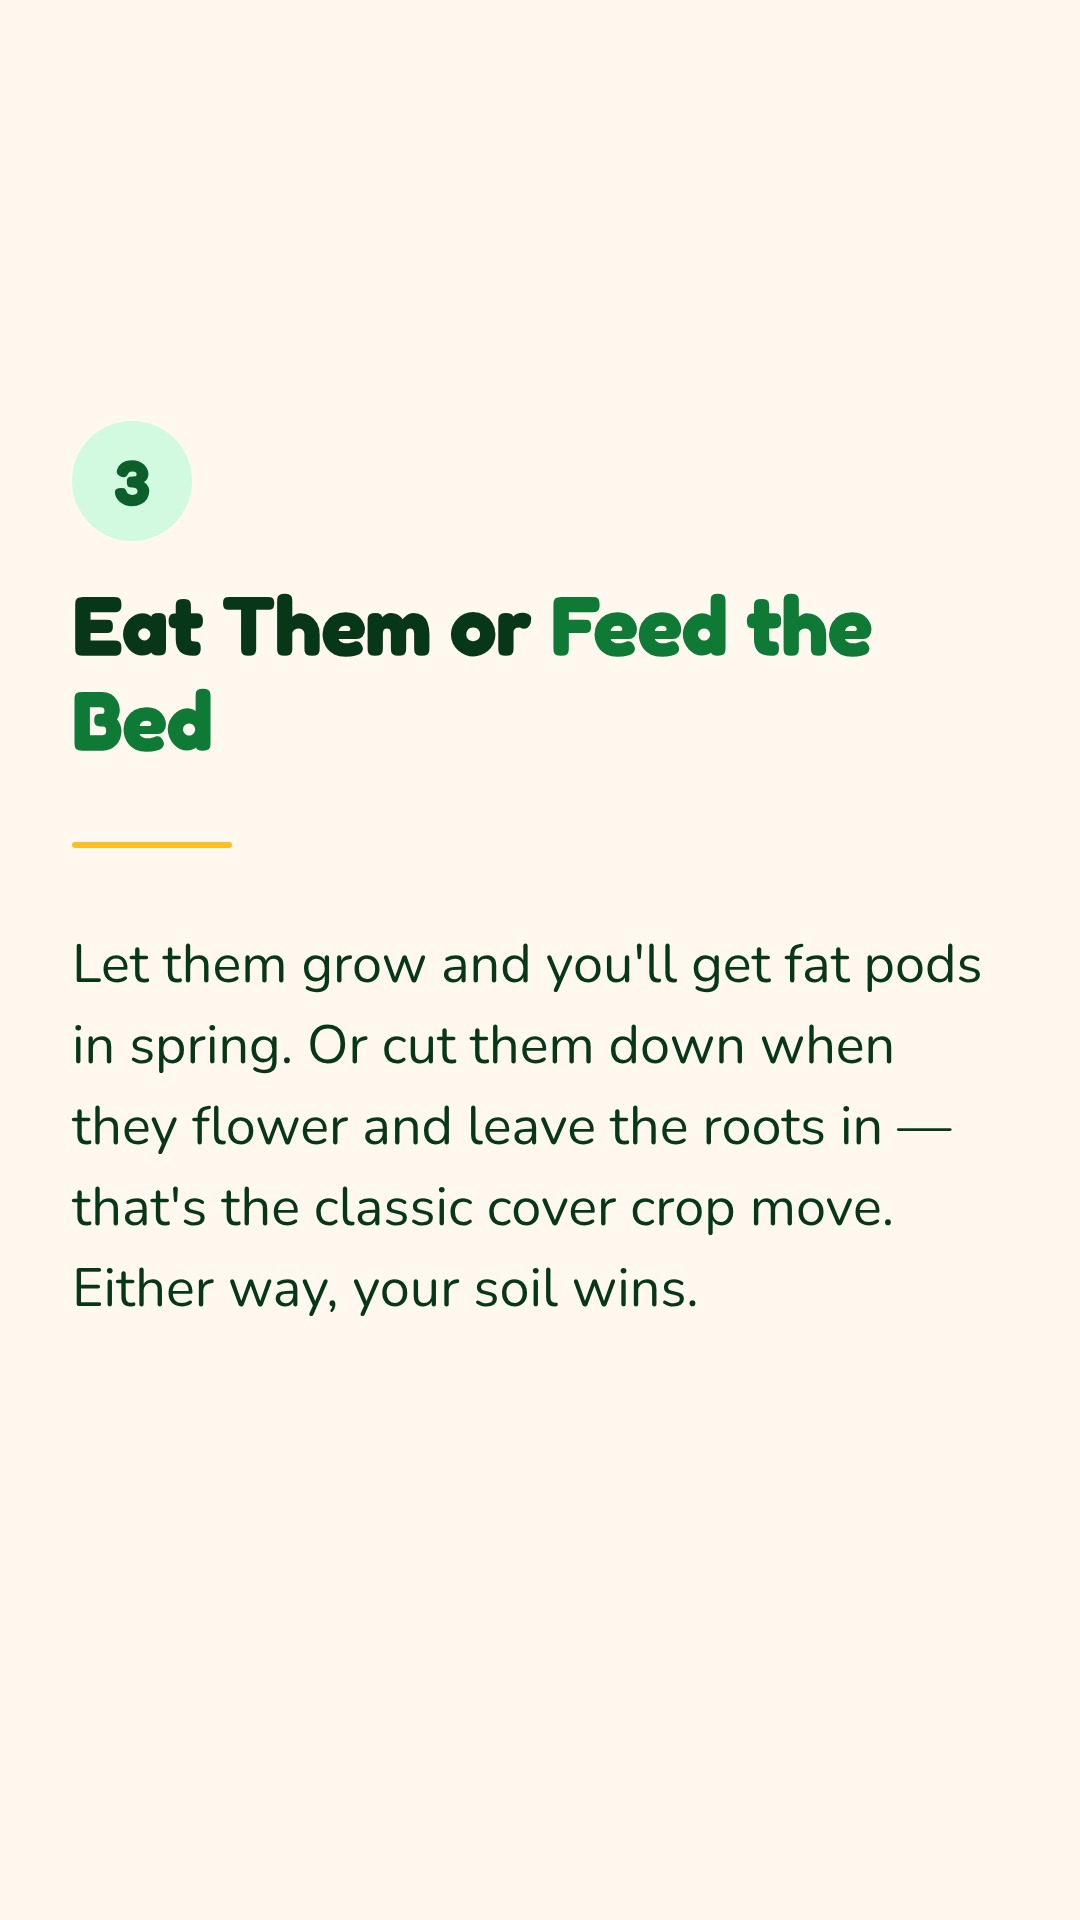 3
Eat Them or Feed the
Bed
Let them grow and you'll get fat pods
in spring. Or cut them down when
they flower and leave the roots in —
that's the classic cover crop move.
Either way, your soil wins.